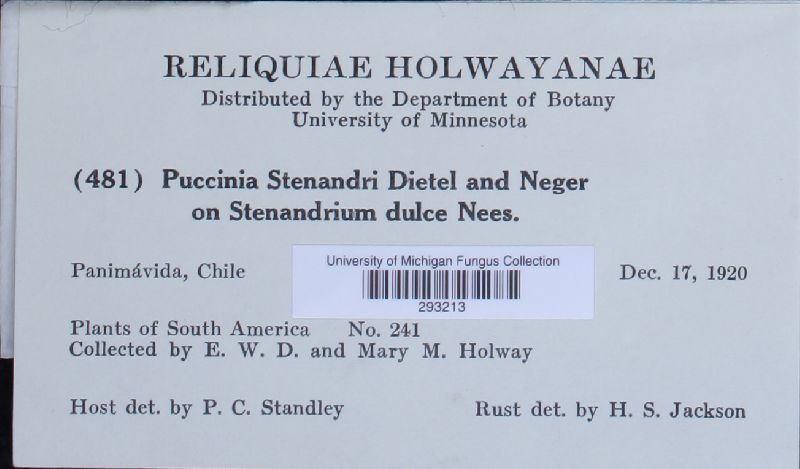 RELIQUIAE HOLWAYANAE
Distributed by the Department of Botany
University of Minnesota
(481) Puccinia Stenandri Dietel and Neger
on Stenandrium dulce Nees.
University of Michigan Fungus Collection
293213
Panimávida, Chile
Dec. 17, 1920
Plants of South America No. 241
Collected by E. W. D. and Mary M. Holway
Host det. by P. C. Standley
Rust det. by H. S. Jackson